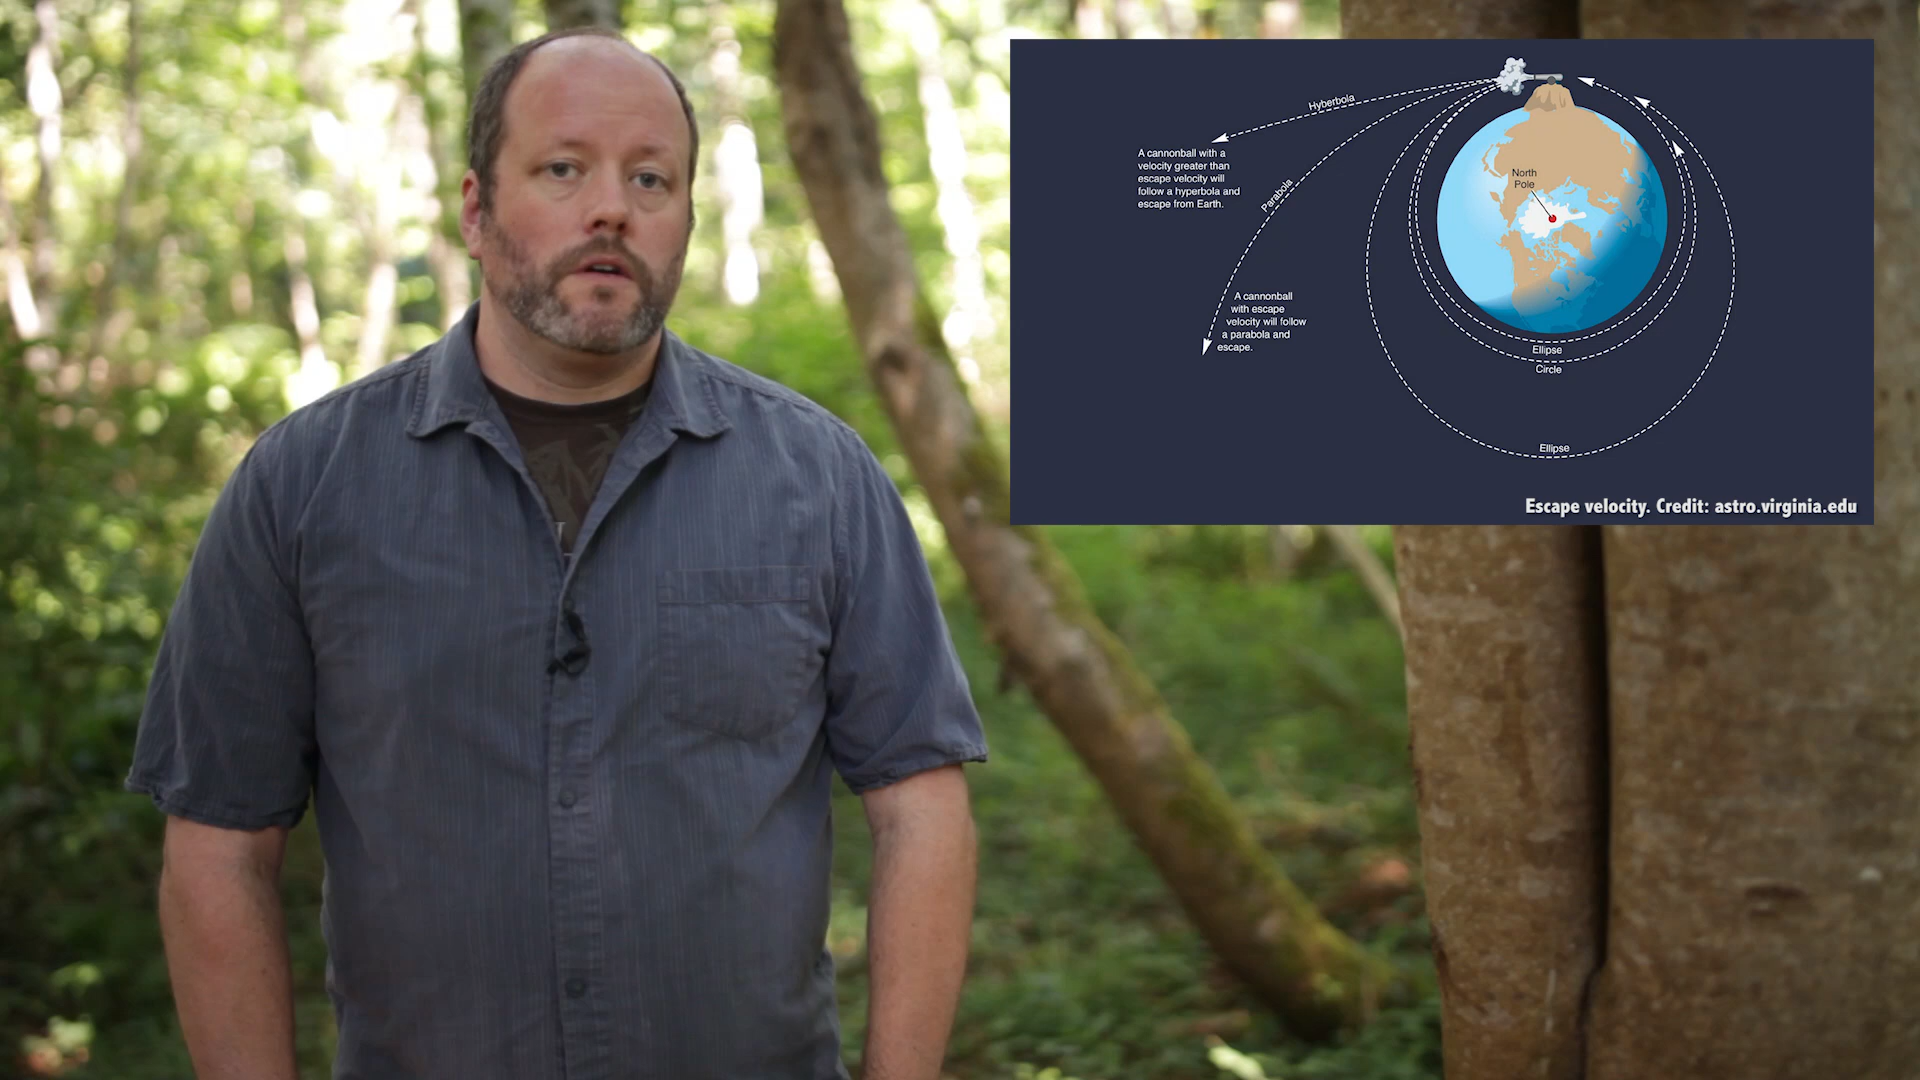 Hyberbola
A cannonball with a
velocity greater than
escape velocity will
follow a hyperbola and
escape from Earth.
Parabola
A cannonball
with escape
velocity will follow
a parabola and
escape.
North
Pole
Ellipse
Circle
Ellipse
Escape velocity. Credit: astro.virginia.edu